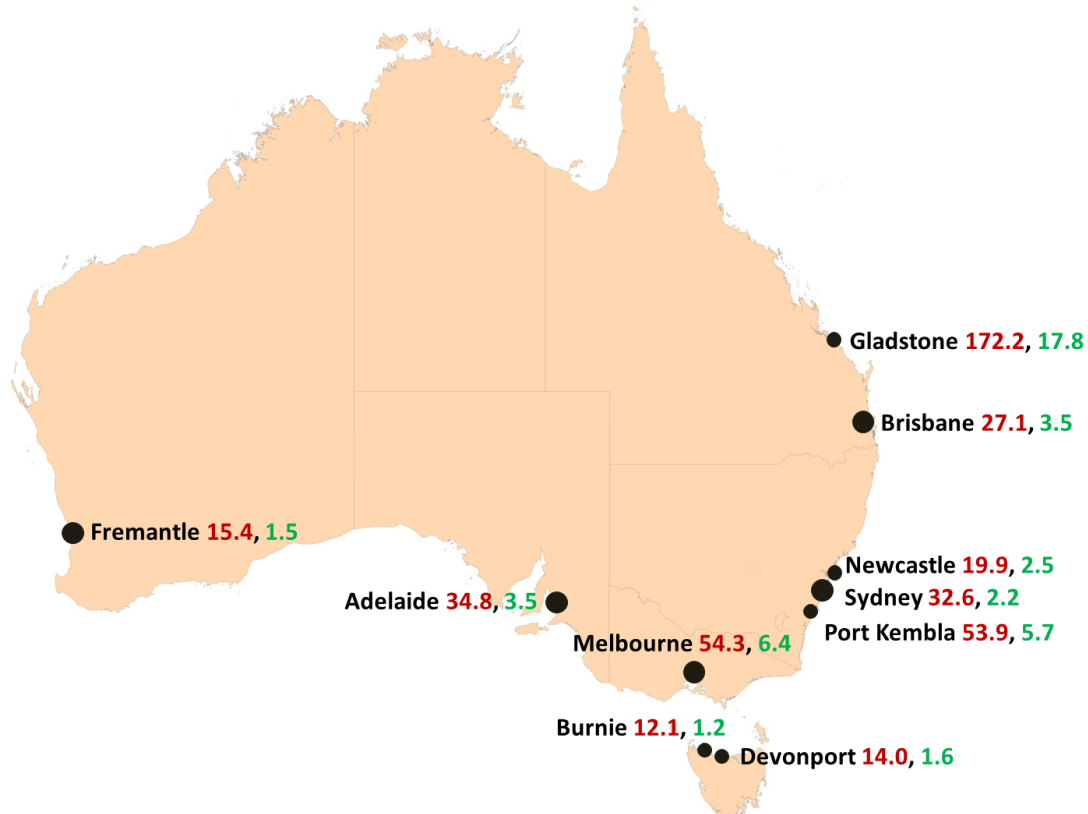 Gladstone 172.2, 17.8
Brisbane 27.1, 3.5
Fremantle 15.4, 1.5
Newcastle 19.9, 2.5
Adelaide 34.8, 3.5
Sydney 32.6, 2.2
Port Kembla 53.9, 5.7
Melbourne 54.3, 6.4
Burnie 12.1, 1.2
Devonport 14.0, 1.6